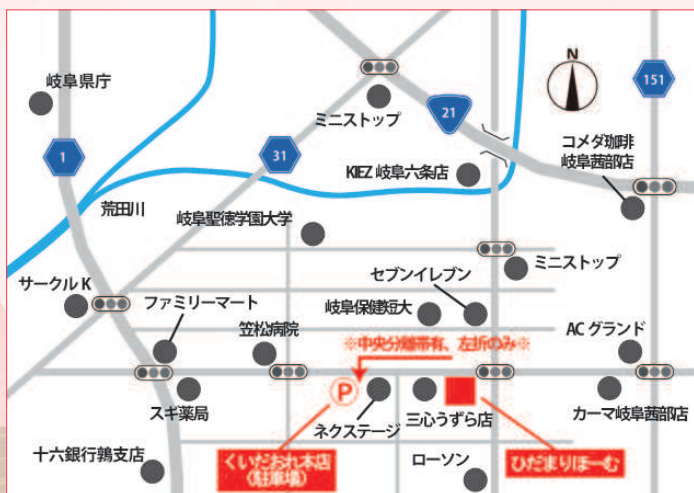 岐阜県庁
ミニストップ
N
151
21
1
31
コメダ珈琲
岐阜茜部店
KIEZ 岐阜六条店
荒田川
岐阜聖徳学園大学
サークル K
ファミリーマート
セブンイレブン
ミニストップ
岐阜保健短大
笠松病院
※中央分離帯有、左折のみ※
AC グランド
P
スギ薬局
ネクステージ
三心うずら店
カーマ岐阜茜部店
十六銀行鶉支店
くいだおれ本店
（駐車場）
ローソン
ひだまりほーむ